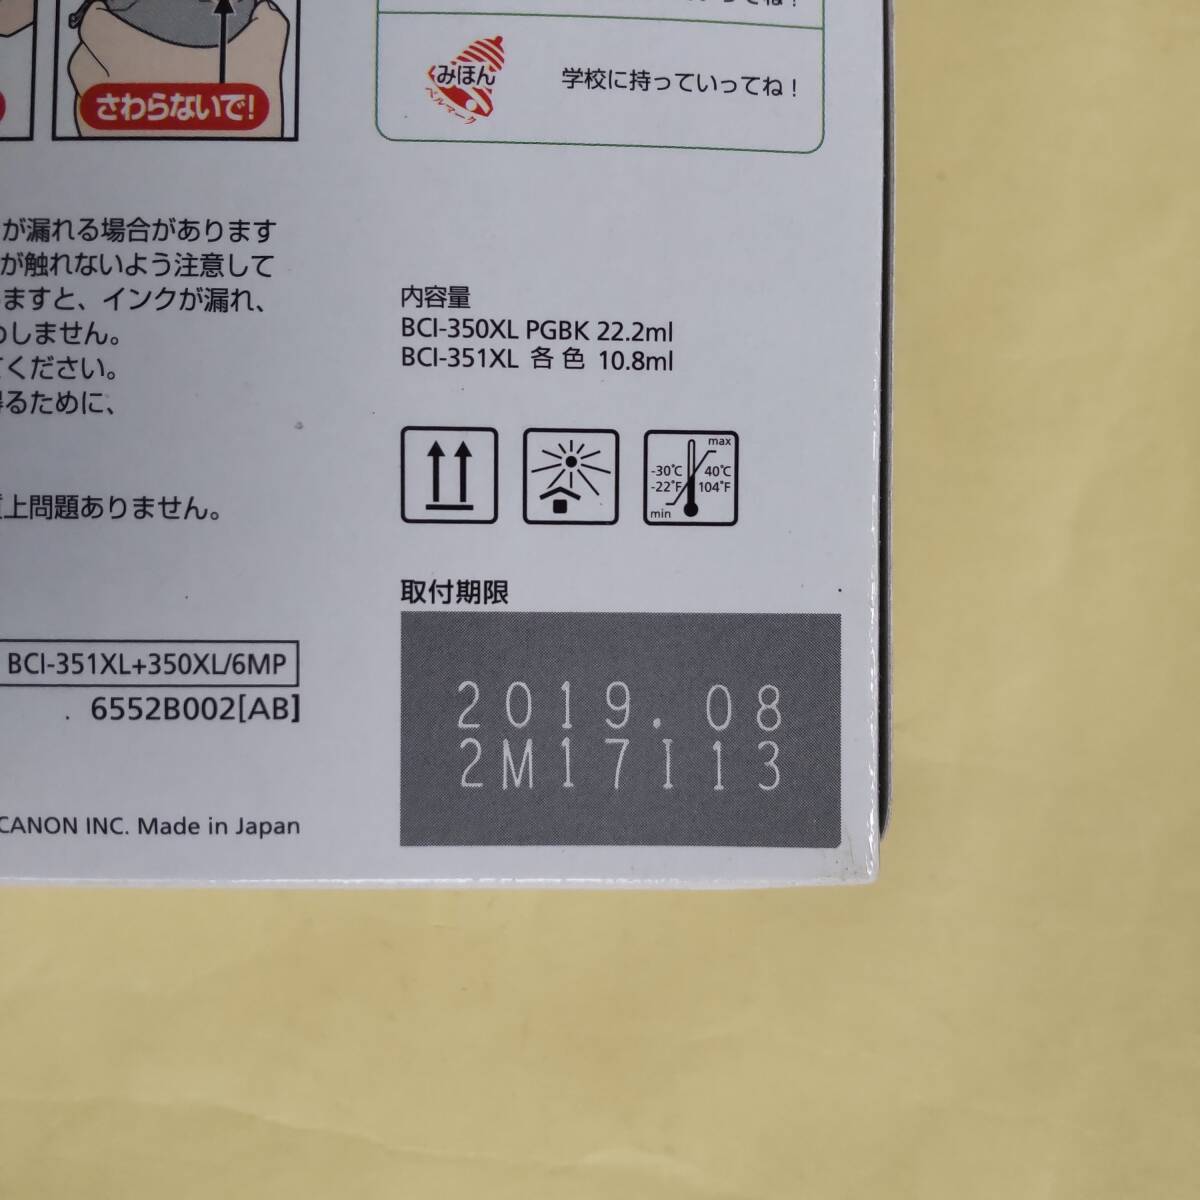 さわらないで!
みほん
ベルマーク
学校に持っていってね!
が漏れる場合があります
が触れないよう注意して
ますと、インクが漏れ、
しません。
ください。
るために、
上問題ありません。
内容量
BCI-350XL PGBK 22.2ml
BCI-351XL 各色 10.8ml
max
-30℃ 40℃
-22°F 104°F
min
取付期限
2019.08
2M17I13
BCI-351XL+350XL/6MP
6552B002[AB]
CANON INC. Made in Japan